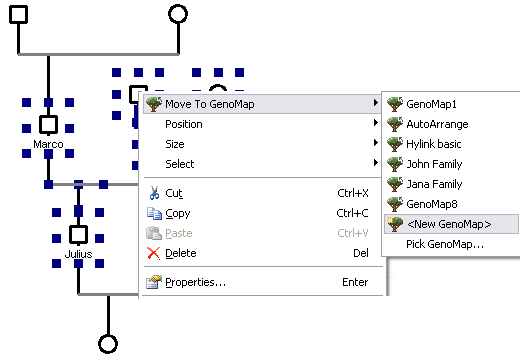 Marco
Julius
Move To GenoMap
Position
Size
Select
Cut Ctrl+X
Copy Ctrl+C
Paste Ctrl+V
Delete Del
Properties... Enter
GenoMap1
AutoArrange
Hylink basic
John Family
Jana Family
GenoMap8
<New GenoMap>
Pick GenoMap...